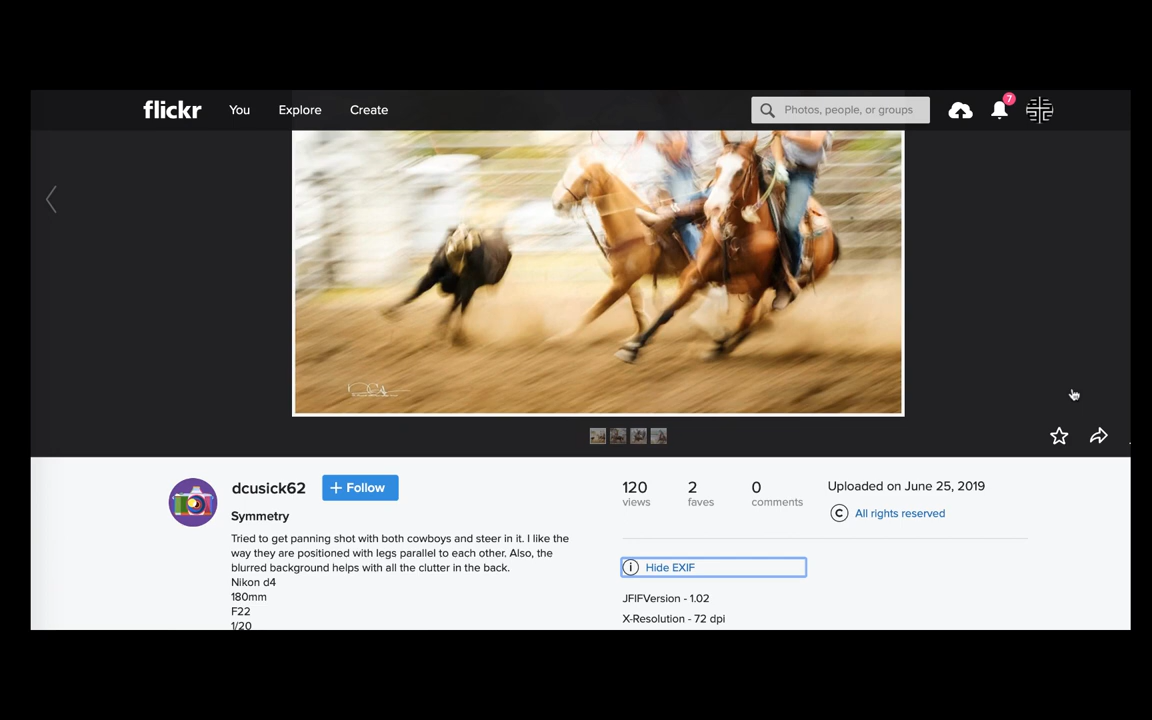 flickr You Explore Create Photos, people, or groups 7
dcusick62 + Follow
Symmetry
Tried to get panning shot with both cowboys and steer in it. I like the
way they are positioned with legs parallel to each other. Also, the
blurred background helps with all the clutter in the back.
Nikon d4
180mm
F22
1/20
120 2 0
views faves comments
Uploaded on June 25, 2019
C All rights reserved
i Hide EXIF
JFIFVersion - 1.02
X-Resolution - 72 dpi